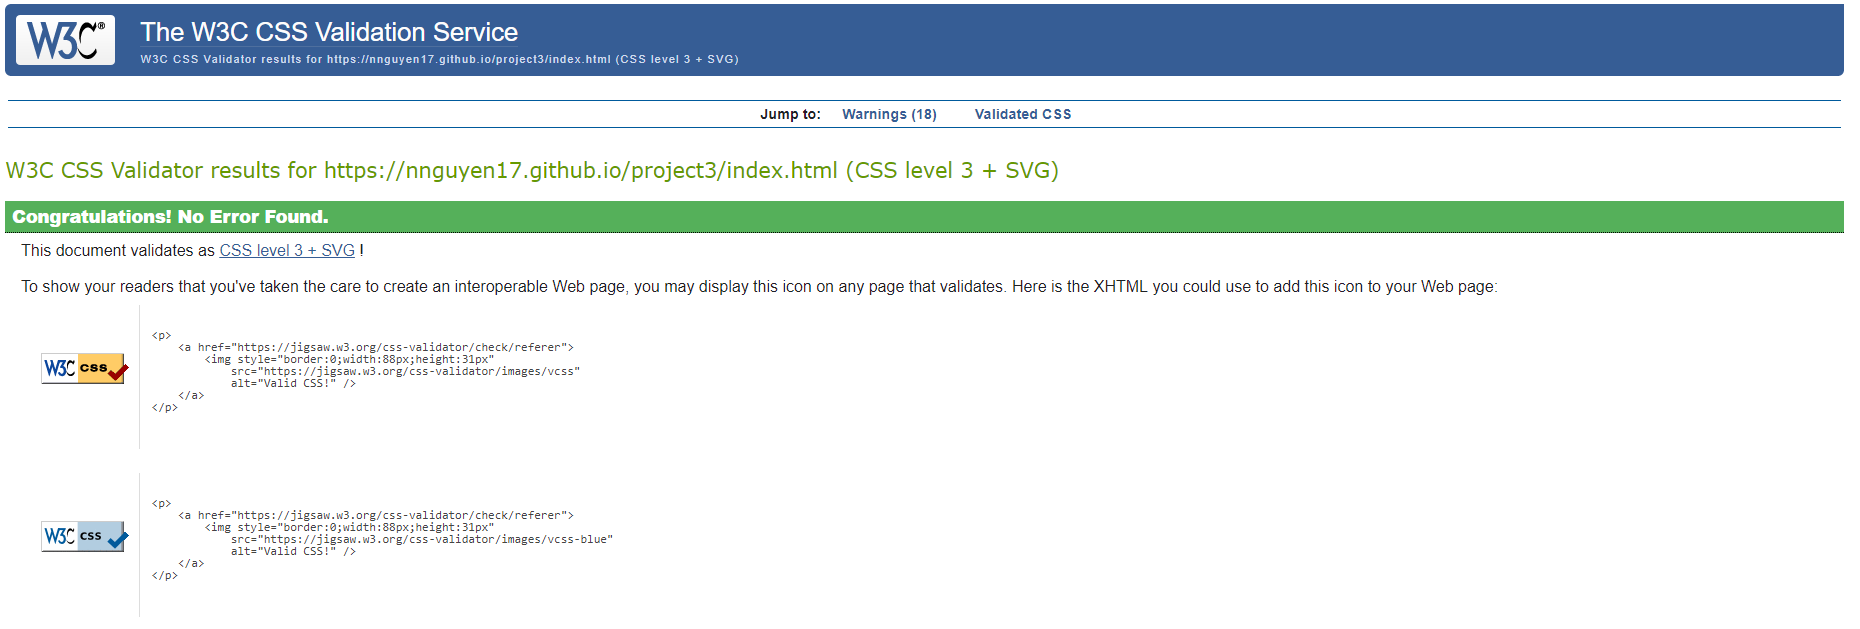 W3C®
The W3C CSS Validation Service
W3C CSS Validator results for https://nnguyen17.github.io/project3/index.html (CSS level 3 + SVG)
Jump to: Warnings (18) Validated CSS
W3C CSS Validator results for https://nnguyen17.github.io/project3/index.html (CSS level 3 + SVG)
Congratulations! No Error Found.
This document validates as CSS level 3 + SVG !
To show your readers that you've taken the care to create an interoperable Web page, you may display this icon on any page that validates. Here is the XHTML you could use to add this icon to your Web page:
W3C css
<p>
<a href="https://jigsaw.w3.org/css-validator/check/referer">
<img style="border:0;width:88px;height:31px"
src="https://jigsaw.w3.org/css-validator/images/vcss"
alt="Valid CSS!" />
</a>
</p>
W3C css
<p>
<a href="https://jigsaw.w3.org/css-validator/check/referer">
<img style="border:0;width:88px;height:31px"
src="https://jigsaw.w3.org/css-validator/images/vcss-blue"
alt="Valid CSS!" />
</a>
</p>